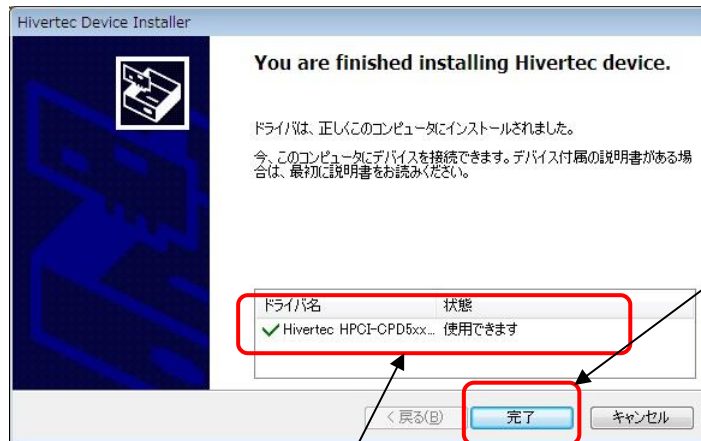 Hivertec Device Installer
You are finished installing Hivertec device.
ドライバは、正しくこのコンピュータにインストールされました。
今、このコンピュータにデバイスを接続できます。デバイス付属の説明書がある場
合は、最初に説明書をお読みください。
ドライバ名 状態
Hivertec HPCI-CPD5xx... 使用できます
< 戻る(B) 完了 キャンセル